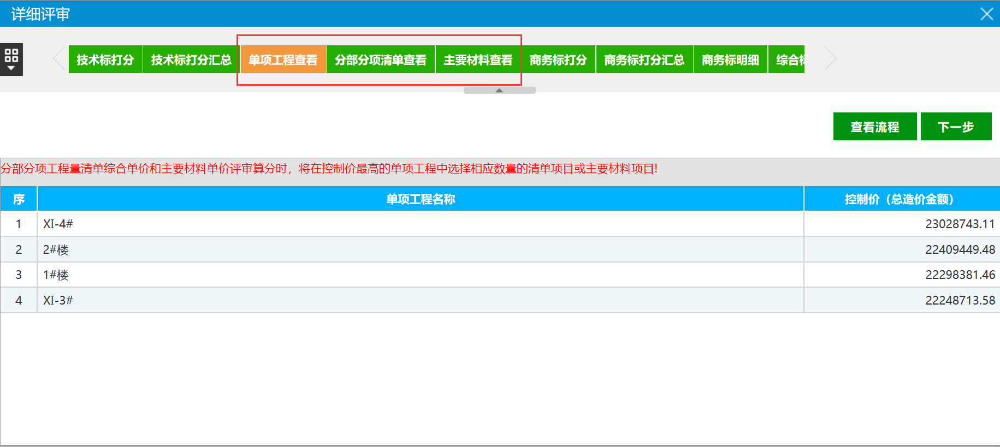 详细评审
技术标打分 技术标打分汇总 单项工程查看 分部分项清单查看 主要材料查看 商务标打分 商务标打分汇总 商务标明细 综合标
查看流程 下一步
分部分项工程量清单综合单价和主要材料单价评审算分时，将在控制价最高的单项工程中选择相应数量的清单项目或主要材料项目!
序 单项工程名称 控制价（总造价金额）
1 XI-4# 23028743.11
2 2#楼 22409449.48
3 1#楼 22298381.46
4 XI-3# 22248713.58